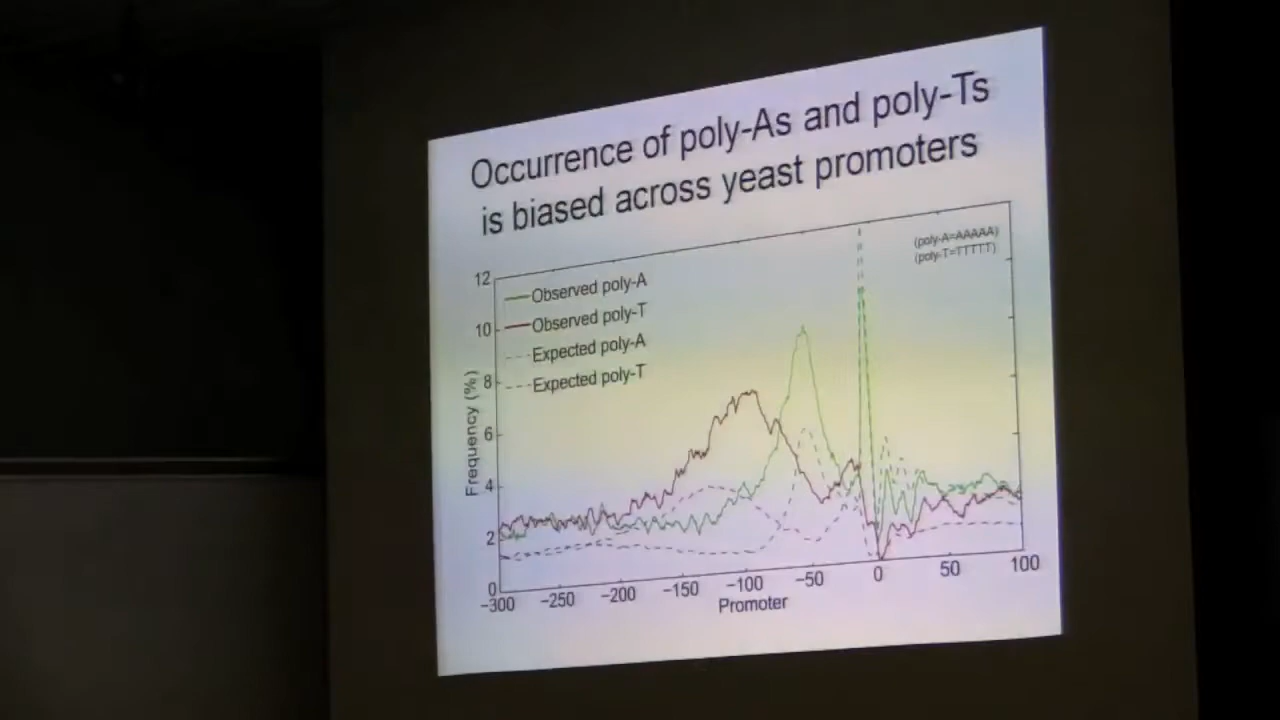 Occurrence of poly-As and poly-Ts
is biased across yeast promoters
(poly-A=AAAAA)
(poly-T=TTTTT)
Observed poly-A
Observed poly-T
Expected poly-A
Expected poly-T
Frequency (%)
12
10
8
6
4
2
0
−300 −250 −200 −150 −100 −50 0 50 100
Promoter